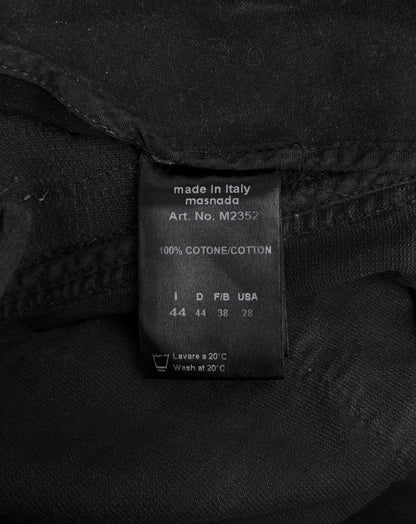 made in Italy
masnada
Art. No. M2352
100% COTONE/COTTON
I D F/B USA
44 44 38 28
Lavare a 20°C
Wash at 20°C